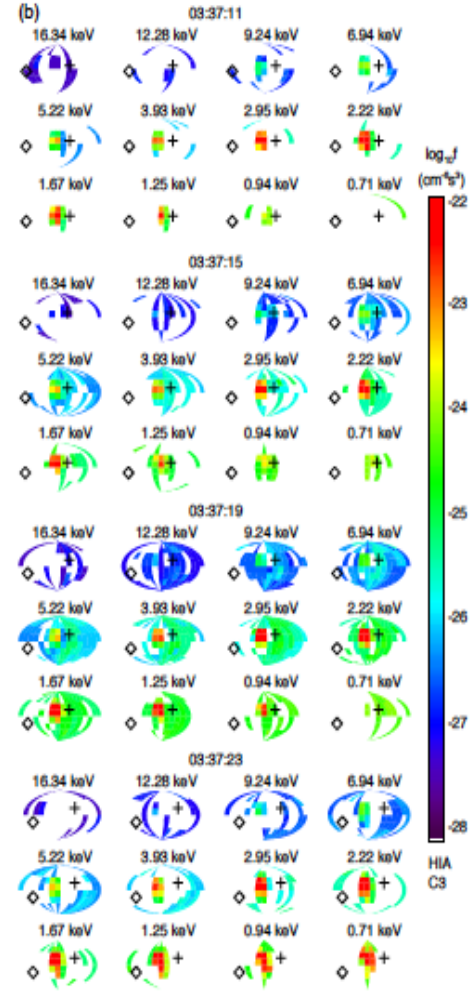 (b)
03:37:11
16.34 keV 12.28 keV 9.24 keV 6.94 keV
5.22 keV 3.93 keV 2.95 keV 2.22 keV
1.67 keV 1.25 keV 0.94 keV 0.71 keV
03:37:15
16.34 keV 12.28 keV 9.24 keV 6.94 keV
5.22 keV 3.93 keV 2.95 keV 2.22 keV
1.67 keV 1.25 keV 0.94 keV 0.71 keV
03:37:19
16.34 keV 12.28 keV 9.24 keV 6.94 keV
5.22 keV 3.93 keV 2.95 keV 2.22 keV
1.67 keV 1.25 keV 0.94 keV 0.71 keV
03:37:23
16.34 keV 12.28 keV 9.24 keV 6.94 keV
5.22 keV 3.93 keV 2.95 keV 2.22 keV
1.67 keV 1.25 keV 0.94 keV 0.71 keV
log₁₀f
(cm⁻⁶s³)
-22
-23
-24
-25
-26
-27
-28
HIA
C3